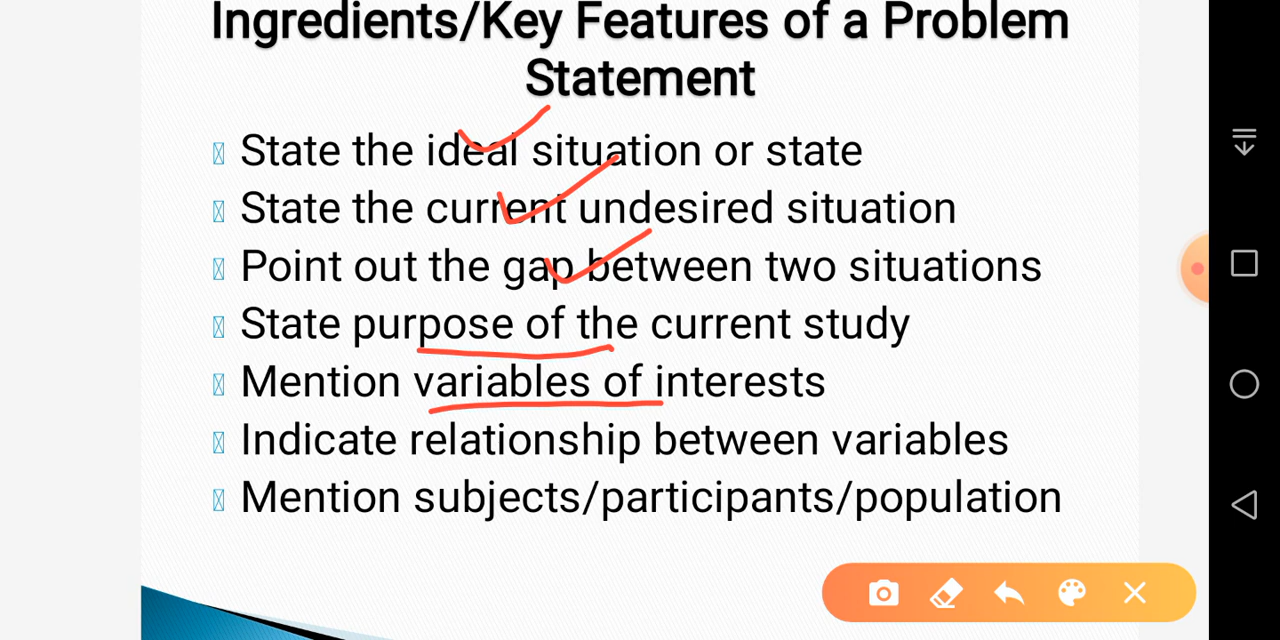 Ingredients/Key Features of a Problem
Statement
State the ideal situation or state
State the current undesired situation
Point out the gap between two situations
State purpose of the current study
Mention variables of interests
Indicate relationship between variables
Mention subjects/participants/population